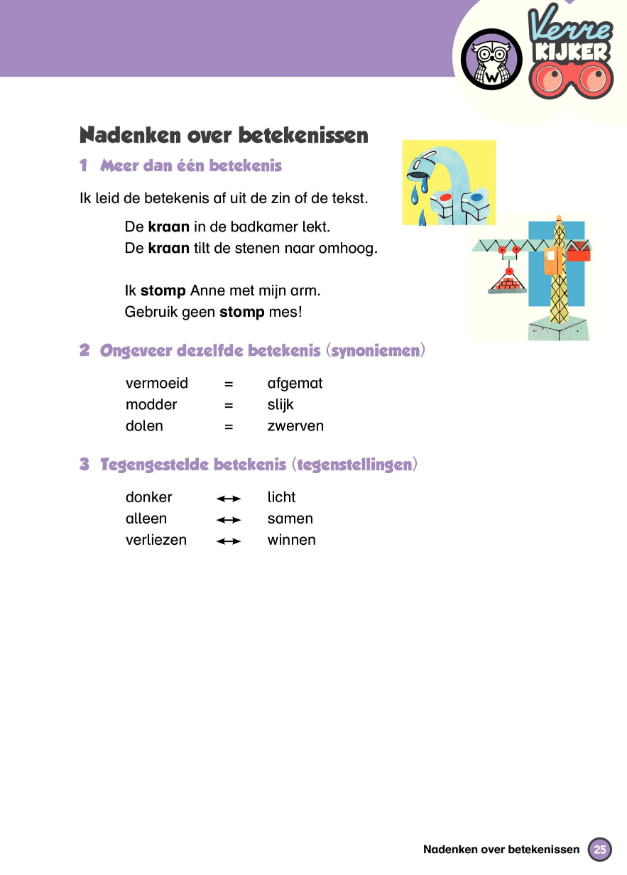 Verre
KIJKER
W
Nadenken over betekenissen
1 Meer dan één betekenis
Ik leid de betekenis af uit de zin of de tekst.
De kraan in de badkamer lekt.
De kraan tilt de stenen naar omhoog.
Ik stomp Anne met mijn arm.
Gebruik geen stomp mes!
2 Ongeveer dezelfde betekenis (synoniemen)
vermoeid = afgemat
modder = slijk
dolen = zwerven
3 Tegengestelde betekenis (tegenstellingen)
donker ↔ licht
alleen ↔ samen
verliezen ↔ winnen
Nadenken over betekenissen 25